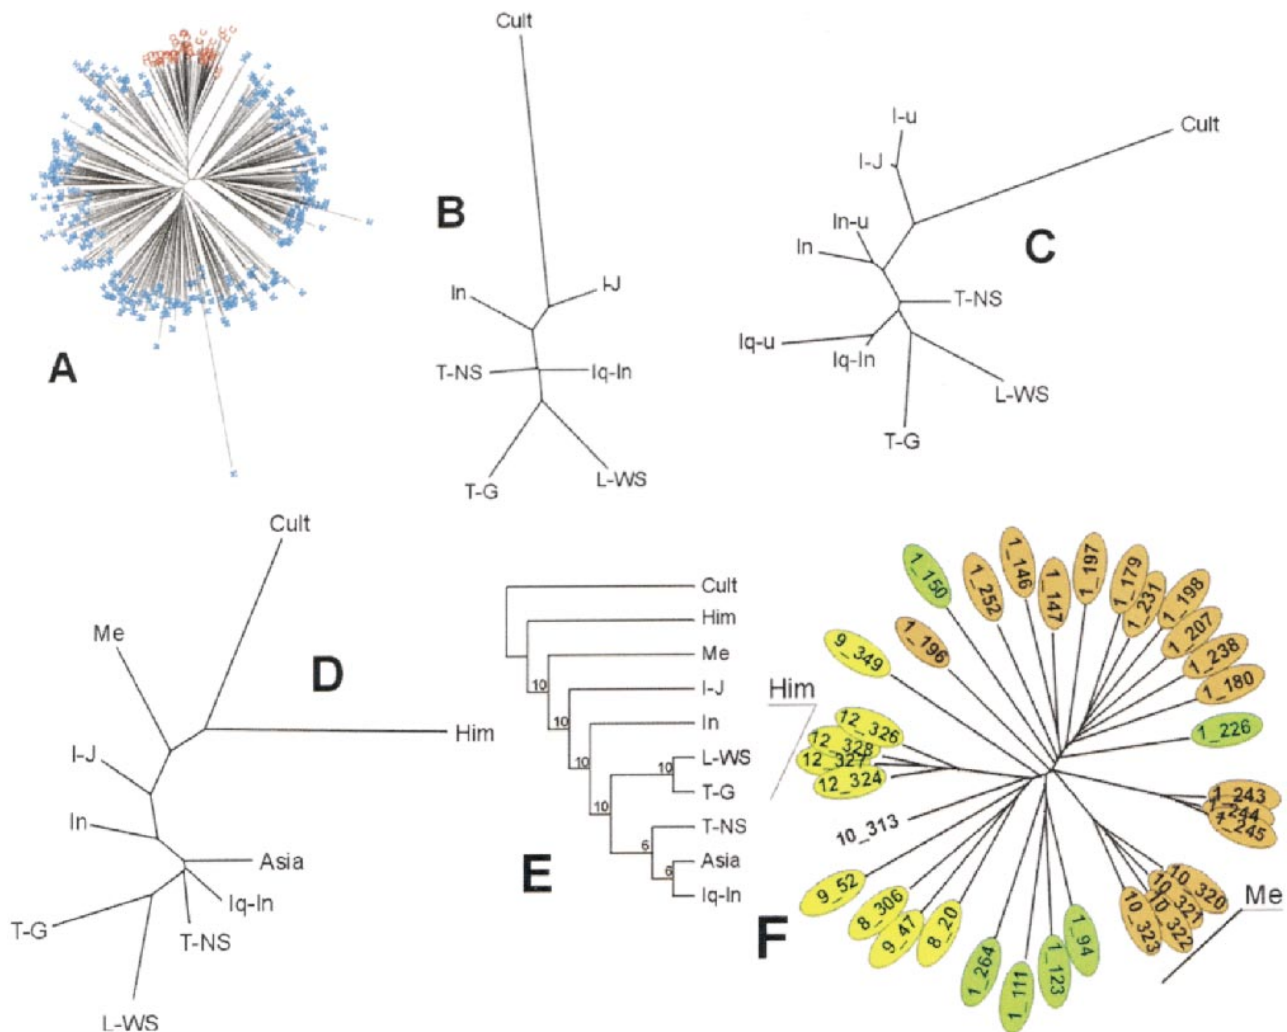 A
Cult
B
In
I-J
T-NS
Iq-In
T-G
L-WS
I-u
I-J
Cult
In-u
In
C
T-NS
Iq-u
Iq-In
L-WS
T-G
Cult
Me
D
Him
I-J
In
Asia
Iq-In
T-G
T-NS
L-WS
Cult
Him
Me
10
I-J
10
In
10
L-WS
10
10
T-G
T-NS
6
Asia
6
Iq-In
E
1_150
1_252
1_146
1_147
1_197
1_179
1_231
1_198
1_207
1_238
1_180
1_196
9_349
Him
12_326
12_328
12_327
12_324
1_226
1_243
1_244
1_245
10_313
10_320
10_321
10_322
10_323
Me
9_52
8_306
9_47
8_20
1_264
1_111
1_123
1_94
F